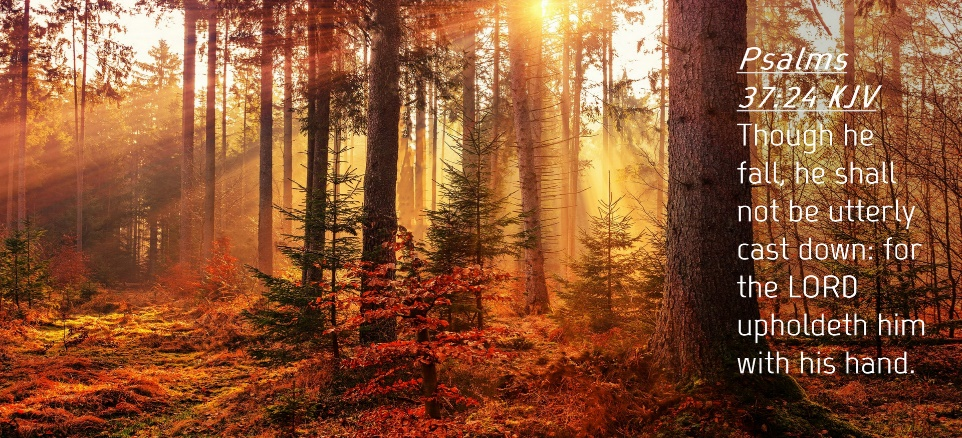 Psalms
37:24 KJV
Though he
fall, he shall
not be utterly
cast down: for
the LORD
upholdeth him
with his hand.